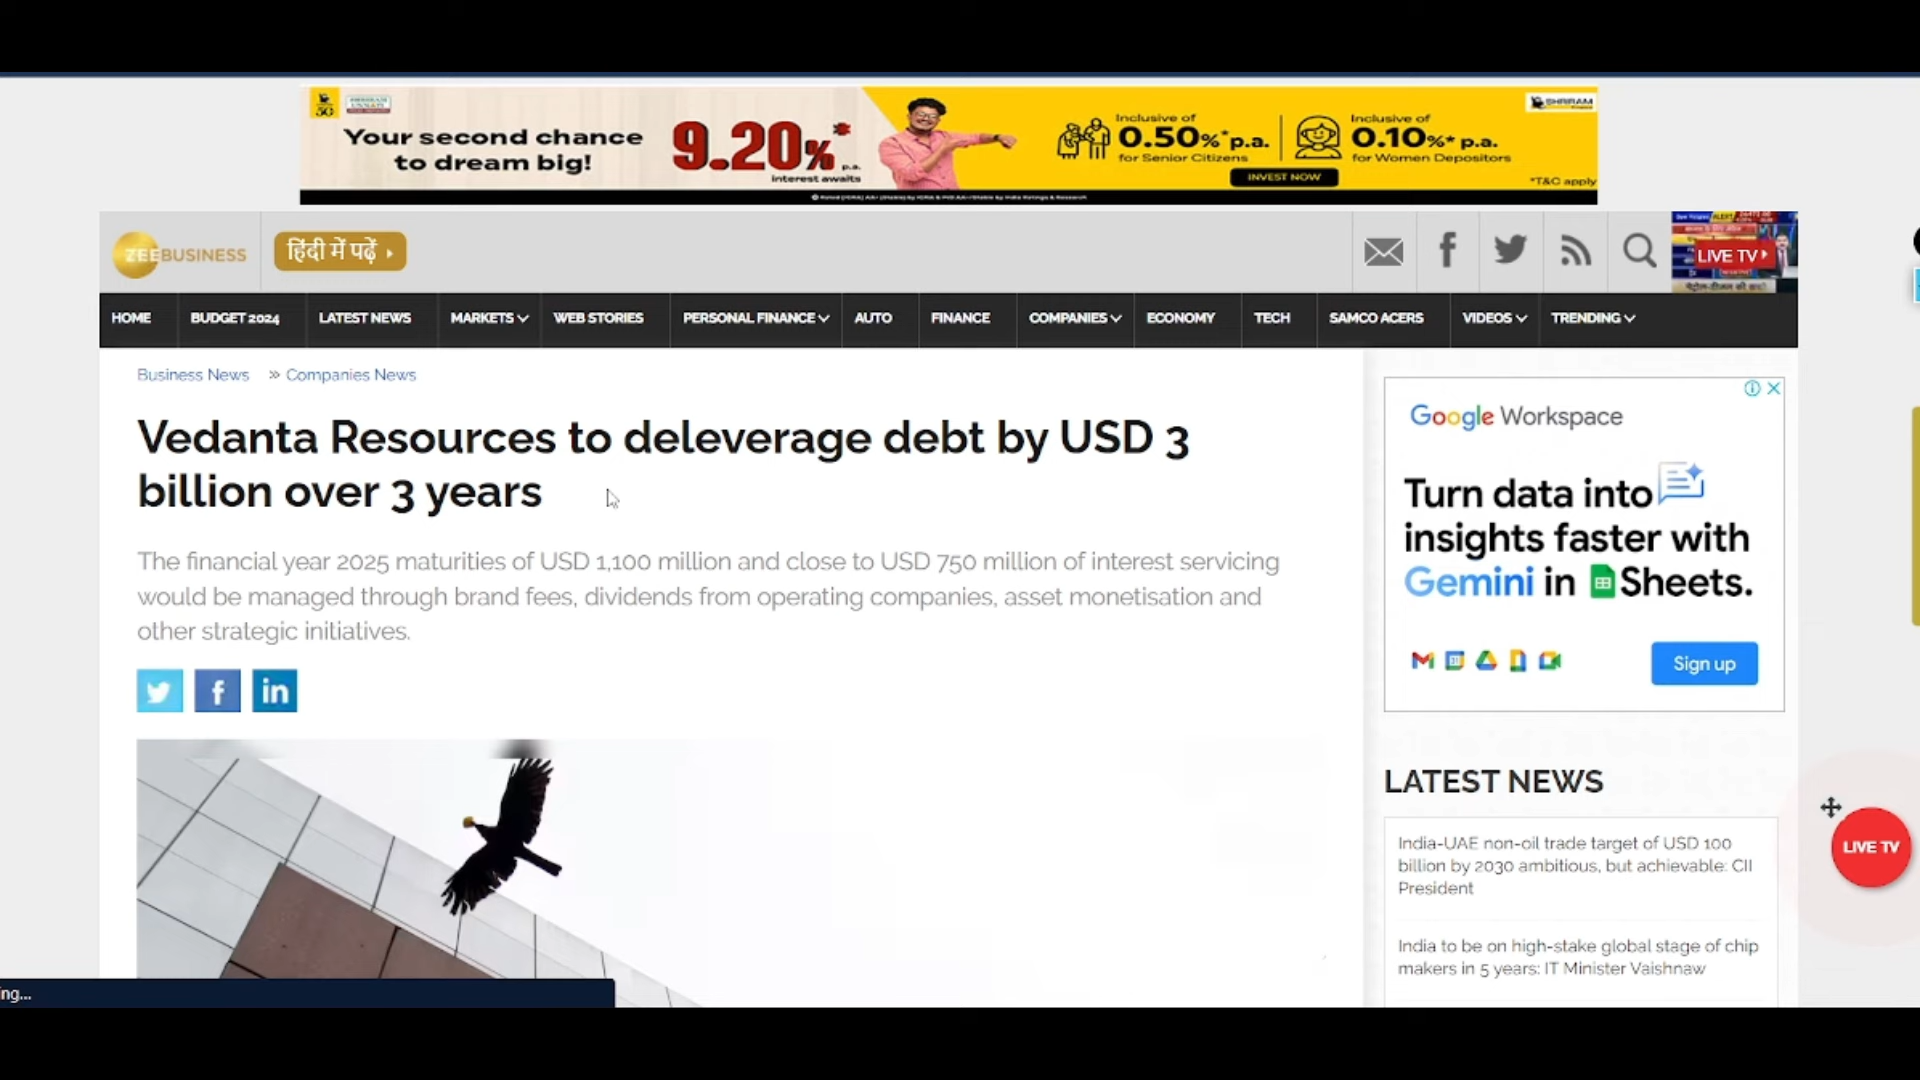 Your second chance
to dream big!
9.20%*
p.a.
interest awaits
Inclusive of
0.50%*p.a.
for Senior Citizens
Inclusive of
0.10%*p.a.
for Women Depositors
INVEST NOW
SHRIRAM
*T&C apply
ZEEBUSINESS
हिंदी में पढ़ें
LIVE TV
HOME BUDGET 2024 LATEST NEWS MARKETS WEB STORIES PERSONAL FINANCE AUTO FINANCE COMPANIES ECONOMY TECH SAMCO ACERS VIDEOS TRENDING
Business News » Companies News
Vedanta Resources to deleverage debt by USD 3
billion over 3 years
The financial year 2025 maturities of USD 1,100 million and close to USD 750 million of interest servicing
would be managed through brand fees, dividends from operating companies, asset monetisation and
other strategic initiatives.
Google Workspace
Turn data into
insights faster with
Gemini in Sheets.
Sign up
LATEST NEWS
India-UAE non-oil trade target of USD 100
billion by 2030 ambitious, but achievable: CII
President
India to be on high-stake global stage of chip
makers in 5 years: IT Minister Vaishnaw
LIVE TV
ing...